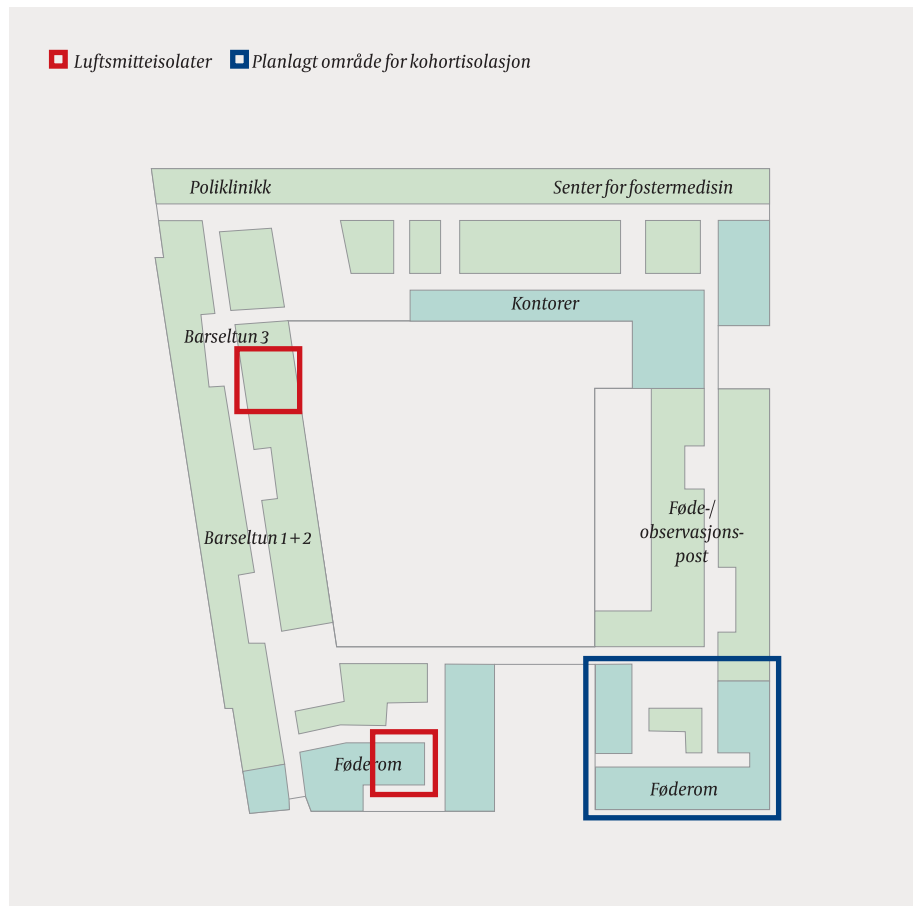 Luftsmitteisolater
Planlagt område for kohortisolasjon
Poliklinikk
Senter for fostermedisin
Kontorer
Barseltun 3
Barseltun 1+2
Føde-/
observasjons-
post
Føderom
Føderom